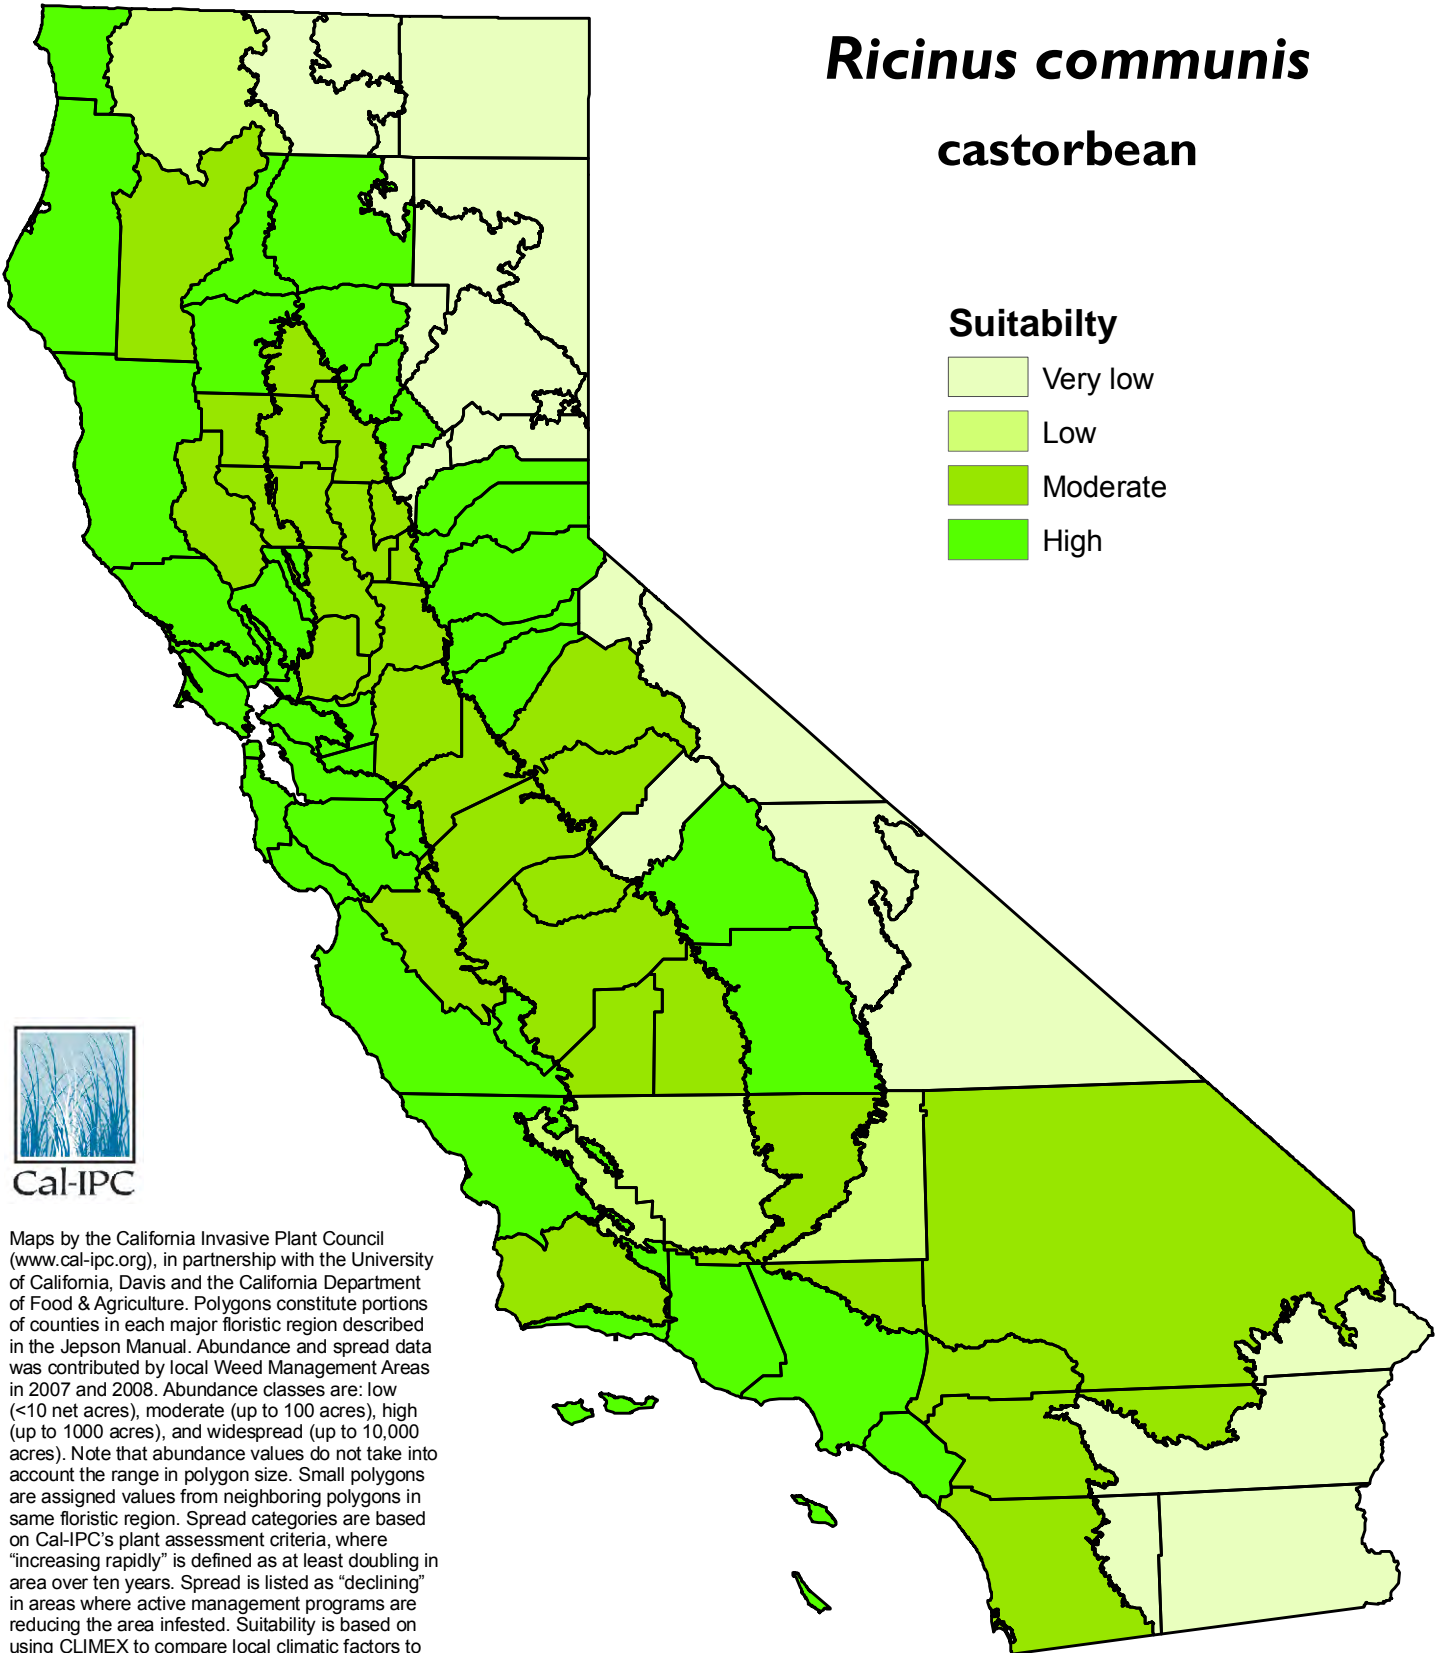 Ricinus communis
castorbean
Suitabilty
Very low
Low
Moderate
High
Cal-IPC
Maps by the California Invasive Plant Council
(www.cal-ipc.org), in partnership with the University
of California, Davis and the California Department
of Food & Agriculture. Polygons constitute portions
of counties in each major floristic region described
in the Jepson Manual. Abundance and spread data
was contributed by local Weed Management Areas
in 2007 and 2008. Abundance classes are: low
(<10 net acres), moderate (up to 100 acres), high
(up to 1000 acres), and widespread (up to 10,000
acres). Note that abundance values do not take into
account the range in polygon size. Small polygons
are assigned values from neighboring polygons in
same floristic region. Spread categories are based
on Cal-IPC's plant assessment criteria, where
“increasing rapidly” is defined as at least doubling in
area over ten years. Spread is listed as “declining”
in areas where active management programs are
reducing the area infested. Suitability is based on
using CLIMEX to compare local climatic factors to